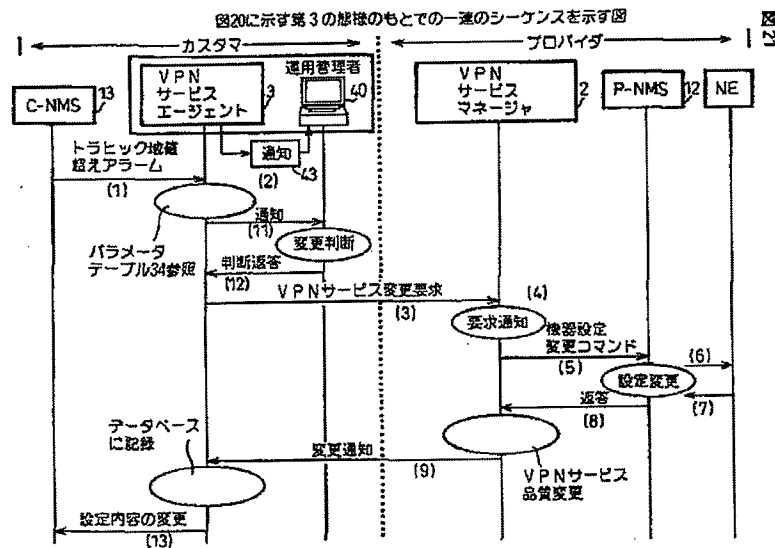 図20に示す第3の態様のもとでの一連のシーケンスを示す図
図21
カスタマ
プロバイダ
C-NMS
13
VPN
サービス
エージェント
3
運用管理者
40
VPN
サービス
マネージャ
2
P-NMS
12
NE
通知
43
(2)
トラヒック閾値
超えアラーム
(1)
通知
(11)
パラメータ
テーブル34参照
変更判断
判断返答
(12)
VPNサービス変更要求
(3)
(4)
要求通知
機器設定
変更コマンド
(5)
(6)
設定変更
(7)
返答
(8)
データベース
に記録
変更通知
(9)
VPNサービス
品質変更
設定内容の変更
(13)